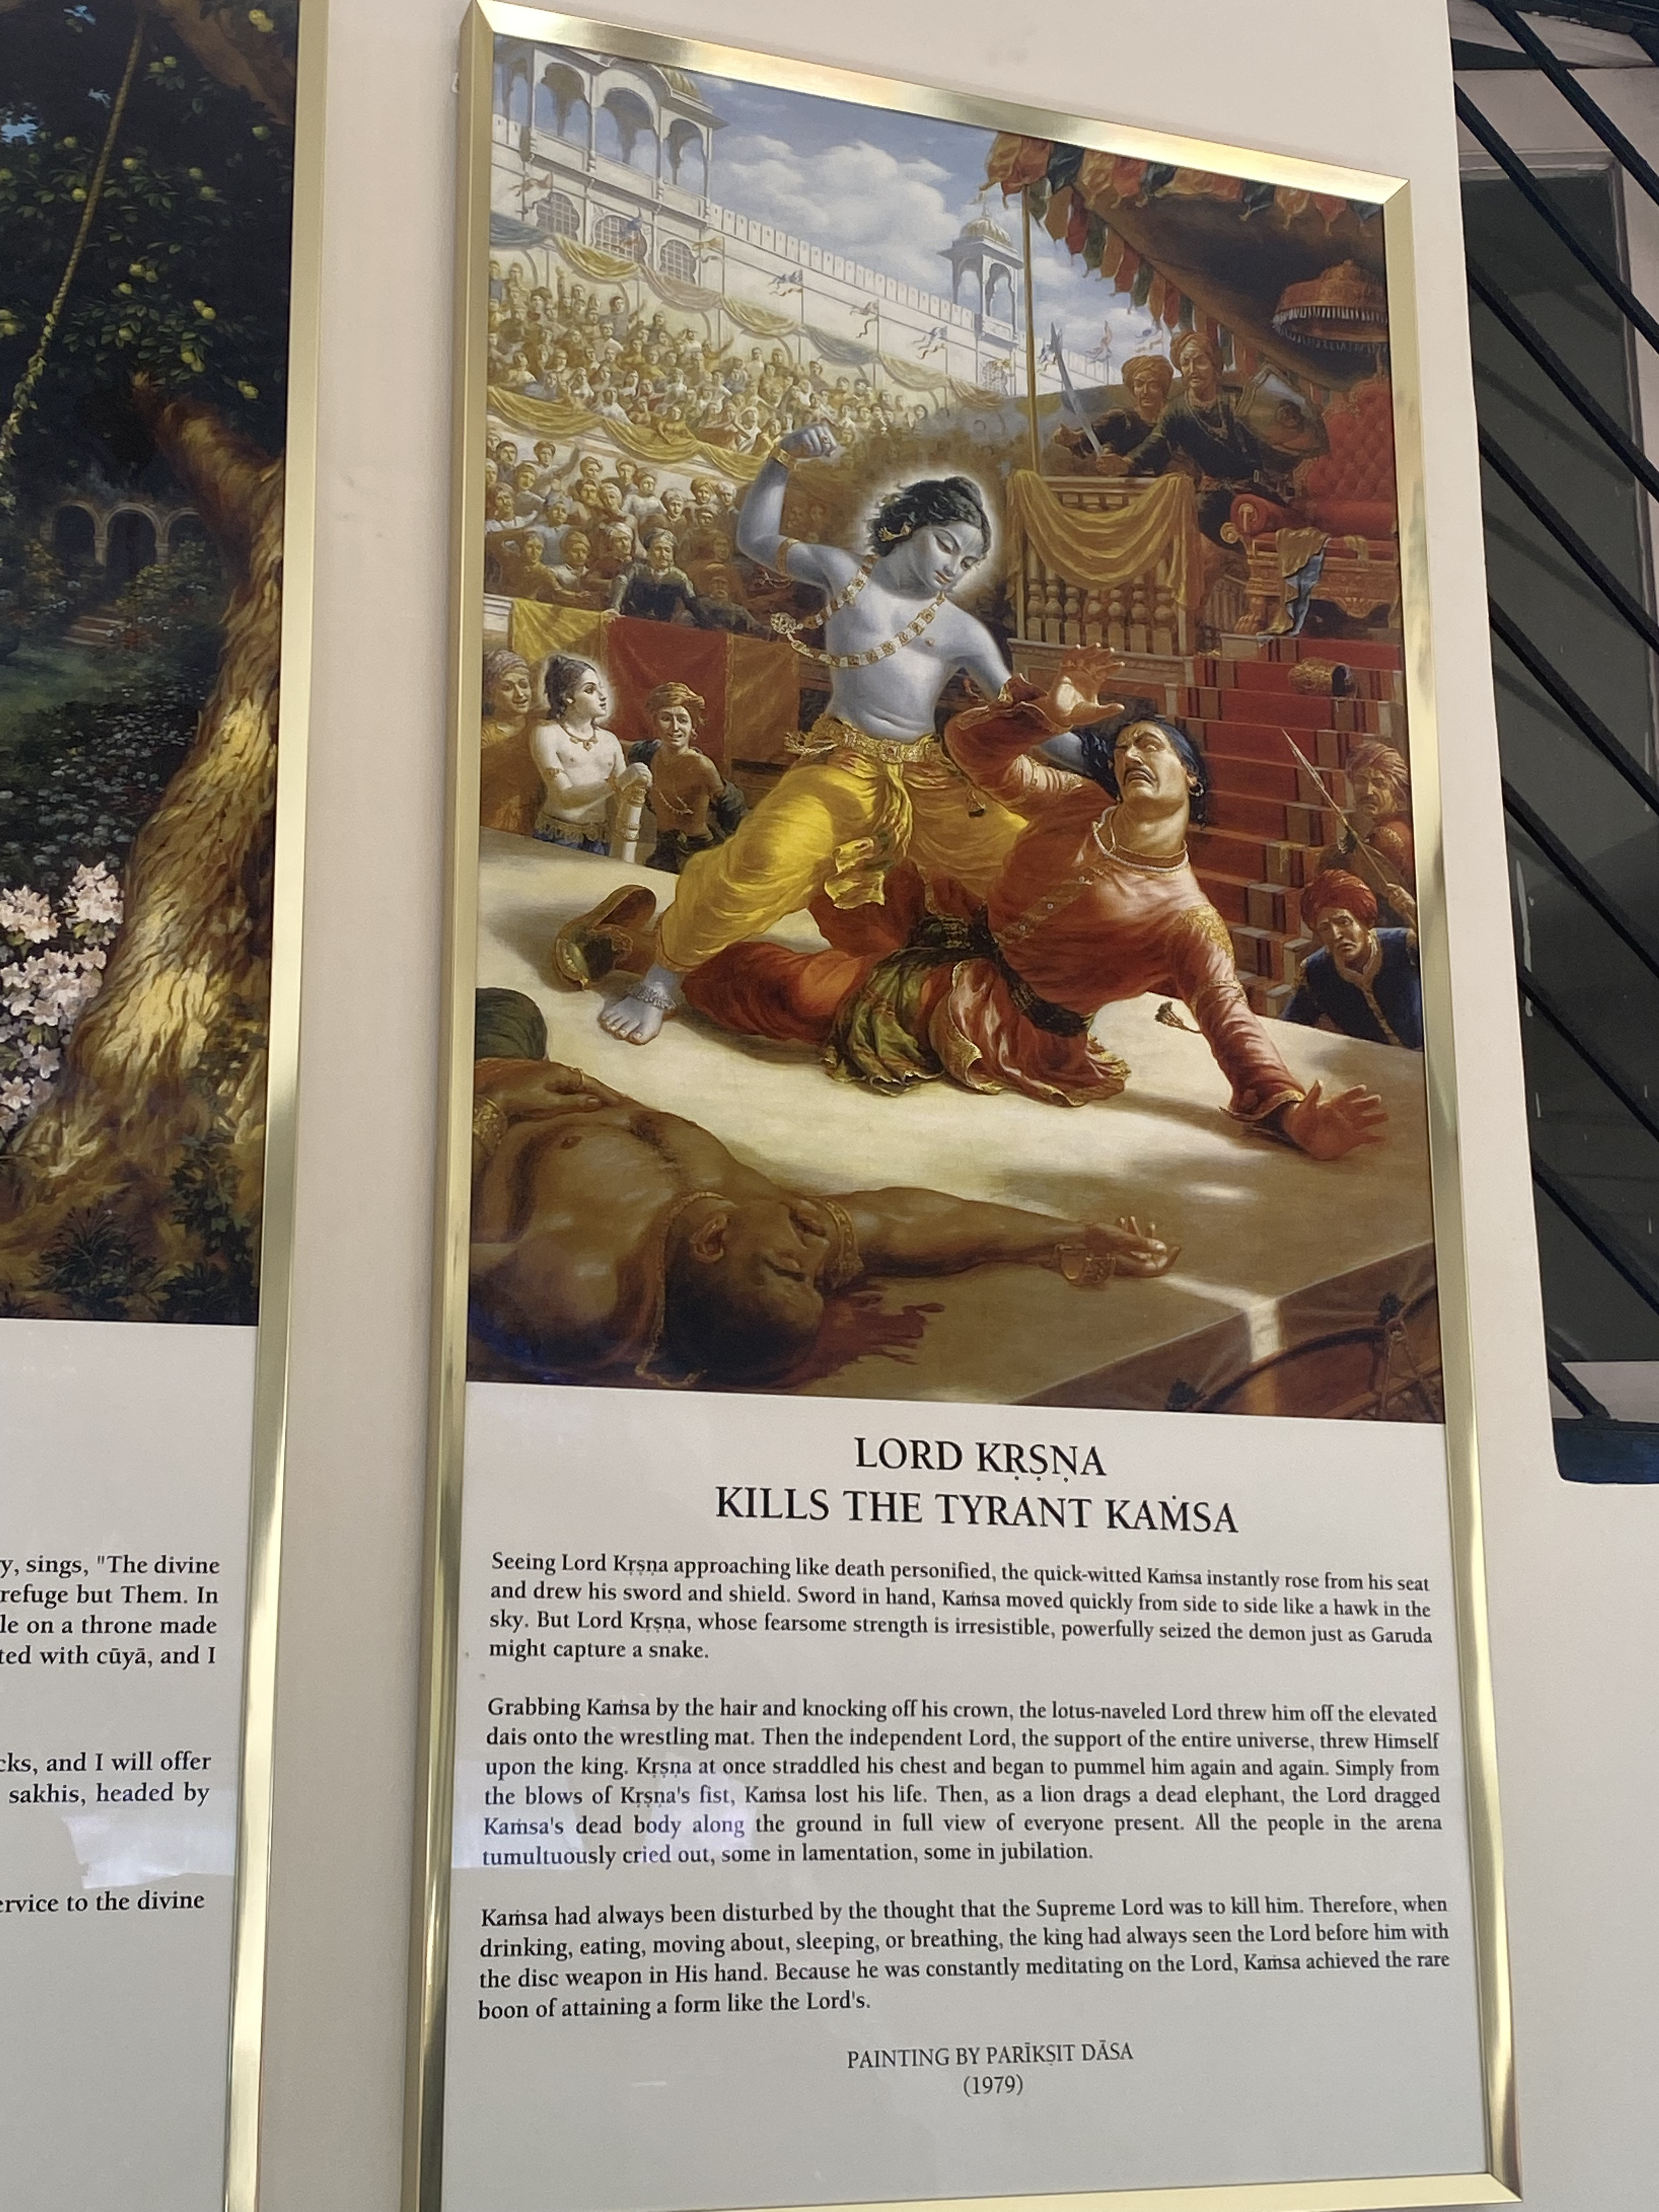 y, sings, "The divine
refuge but Them. In
le on a throne made
ted with cūyā, and I
cks, and I will offer
sakhis, headed by
ervice to the divine
LORD KṚṢṆA
KILLS THE TYRANT KAṀSA
Seeing Lord Kṛṣṇa approaching like death personified, the quick-witted Kaṁsa instantly rose from his seat
and drew his sword and shield. Sword in hand, Kaṁsa moved quickly from side to side like a hawk in the
sky. But Lord Kṛṣṇa, whose fearsome strength is irresistible, powerfully seized the demon just as Garuda
might capture a snake.
Grabbing Kaṁsa by the hair and knocking off his crown, the lotus-naveled Lord threw him off the elevated
dais onto the wrestling mat. Then the independent Lord, the support of the entire universe, threw Himself
upon the king. Kṛṣṇa at once straddled his chest and began to pummel him again and again. Simply from
the blows of Kṛṣṇa's fist, Kaṁsa lost his life. Then, as a lion drags a dead elephant, the Lord dragged
Kaṁsa's dead body along the ground in full view of everyone present. All the people in the arena
tumultuously cried out, some in lamentation, some in jubilation.
Kaṁsa had always been disturbed by the thought that the Supreme Lord was to kill him. Therefore, when
drinking, eating, moving about, sleeping, or breathing, the king had always seen the Lord before him with
the disc weapon in His hand. Because he was constantly meditating on the Lord, Kaṁsa achieved the rare
boon of attaining a form like the Lord's.
PAINTING BY PARĪKṢIT DĀSA
(1979)